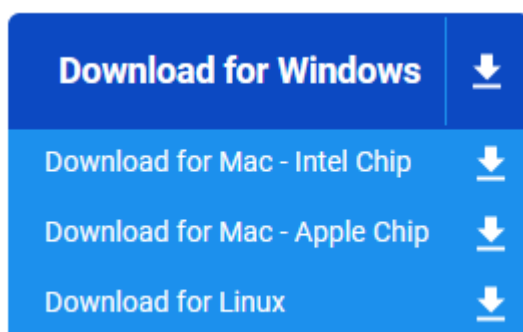 Download for Windows
Download for Mac - Intel Chip
Download for Mac - Apple Chip
Download for Linux